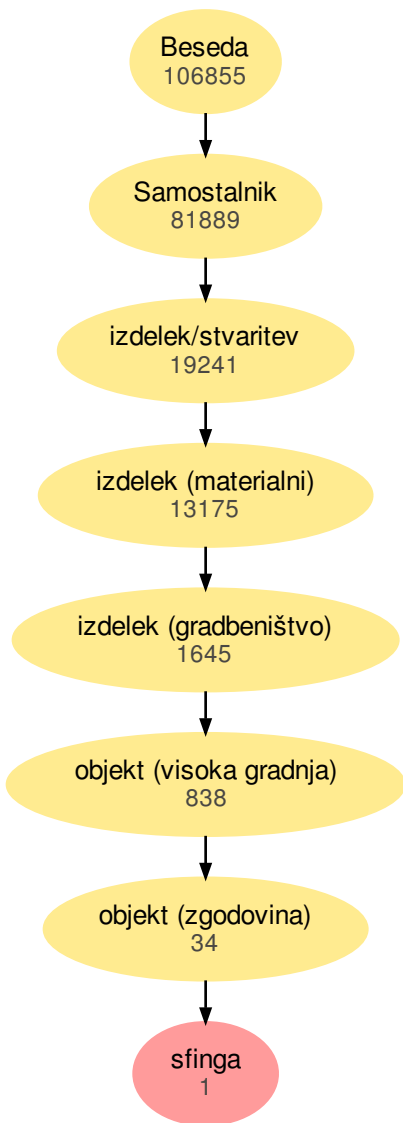 Beseda
106855
Samostalnik
81889
izdelek/stvaritev
19241
izdelek (materialni)
13175
izdelek (gradbeništvo)
1645
objekt (visoka gradnja)
838
objekt (zgodovina)
34
sfinga
1